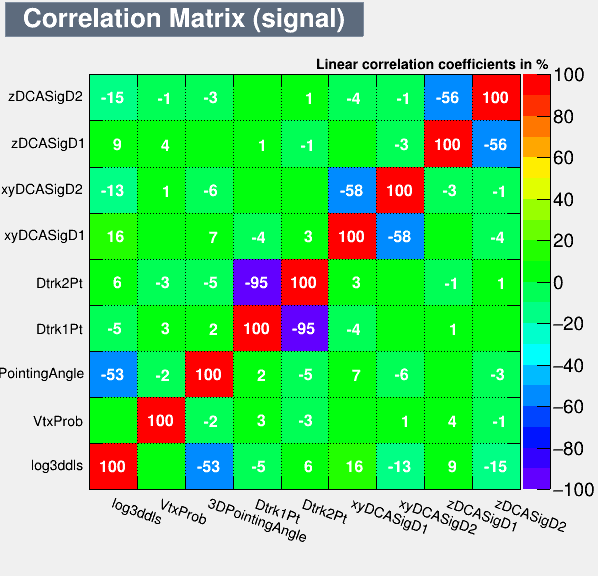 Correlation Matrix (signal)
Linear correlation coefficients in %
zDCASigD2 -15 -1 -3 1 -4 -1 -56 100
zDCASigD1 9 4 1 -1 -3 100 -56
xyDCASigD2 -13 1 -6 -58 100 -3 -1
xyDCASigD1 16 7 -4 3 100 -58 -4
Dtrk2Pt 6 -3 -5 -95 100 3 -1 1
Dtrk1Pt -5 3 2 100 -95 -4 1
PointingAngle -53 -2 100 2 -5 7 -6 -3
VtxProb 100 -2 3 -3 1 4 -1
log3ddls 100 -53 -5 6 16 -13 9 -15
log3ddls VtxProb 3DPointingAngle Dtrk1Pt Dtrk2Pt xyDCASigD1 xyDCASigD2 zDCASigD1 zDCASigD2
100
80
60
40
20
0
−20
−40
−60
−80
−100